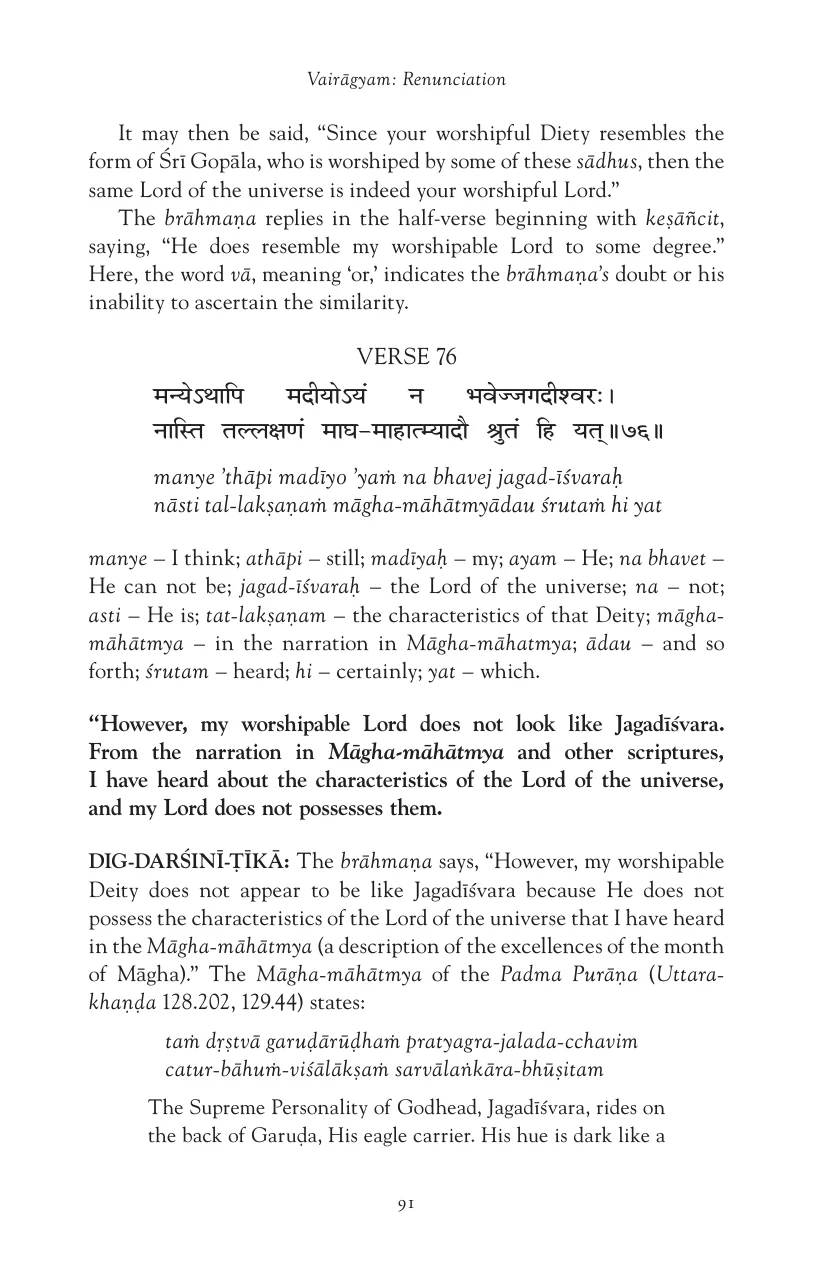 Vairāgyam: Renunciation
It may then be said, “Since your worshipful Diety resembles the
form of Śrī Gopāla, who is worshiped by some of these sādhus, then the
same Lord of the universe is indeed your worshipful Lord.”
The brāhmaṇa replies in the half-verse beginning with keṣāñcit,
saying, “He does resemble my worshipable Lord to some degree.”
Here, the word vā, meaning ‘or,’ indicates the brāhmaṇa’s doubt or his
inability to ascertain the similarity.
VERSE 76
मन्येऽथापि मदीयोऽयं न भवेज्जगदीश्वरः।
नास्ति तल्लक्षणं माघ-माहात्म्यादौ श्रुतं हि यत्॥७६॥
manye ’thāpi madīyo ’yaṁ na bhavej jagad-īśvaraḥ
nāsti tal-lakṣaṇaṁ māgha-māhātmyādau śrutaṁ hi yat
manye – I think; athāpi – still; madīyaḥ – my; ayam – He; na bhavet –
He can not be; jagad-īśvaraḥ – the Lord of the universe; na – not;
asti – He is; tat-lakṣaṇam – the characteristics of that Deity; māgha-
māhātmya – in the narration in Māgha-māhatmya; ādau – and so
forth; śrutam – heard; hi – certainly; yat – which.
“However, my worshipable Lord does not look like Jagadīśvara.
From the narration in Māgha-māhātmya and other scriptures,
I have heard about the characteristics of the Lord of the universe,
and my Lord does not possesses them.
DIG-DARŚINĪ-ṬĪKĀ: The brāhmaṇa says, “However, my worshipable
Deity does not appear to be like Jagadīśvara because He does not
possess the characteristics of the Lord of the universe that I have heard
in the Māgha-māhātmya (a description of the excellences of the month
of Māgha).” The Māgha-māhātmya of the Padma Purāṇa (Uttara-
khaṇḍa 128.202, 129.44) states:
taṁ dṛṣtvā garuḍārūḍhaṁ pratyagra-jalada-cchavim
catur-bāhuṁ-viśālākṣaṁ sarvālaṅkāra-bhūṣitam
The Supreme Personality of Godhead, Jagadīśvara, rides on
the back of Garuḍa, His eagle carrier. His hue is dark like a
91